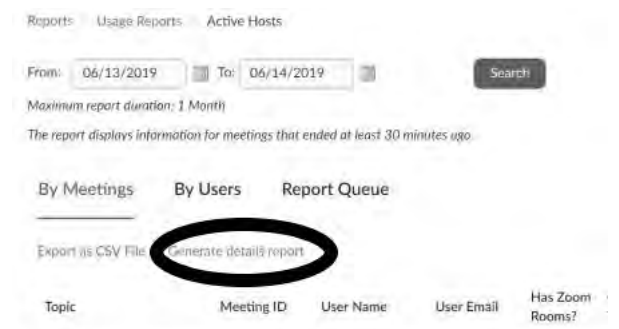 Reports Usage Reports Active Hosts
From: 06/13/2019 To: 06/14/2019 Search
Maximum report duration: 1 Month
The report displays information for meetings that ended at least 30 minutes ago.
By Meetings By Users Report Queue
Export as CSV File Generate details report
Topic Meeting ID User Name User Email Has Zoom
Rooms?